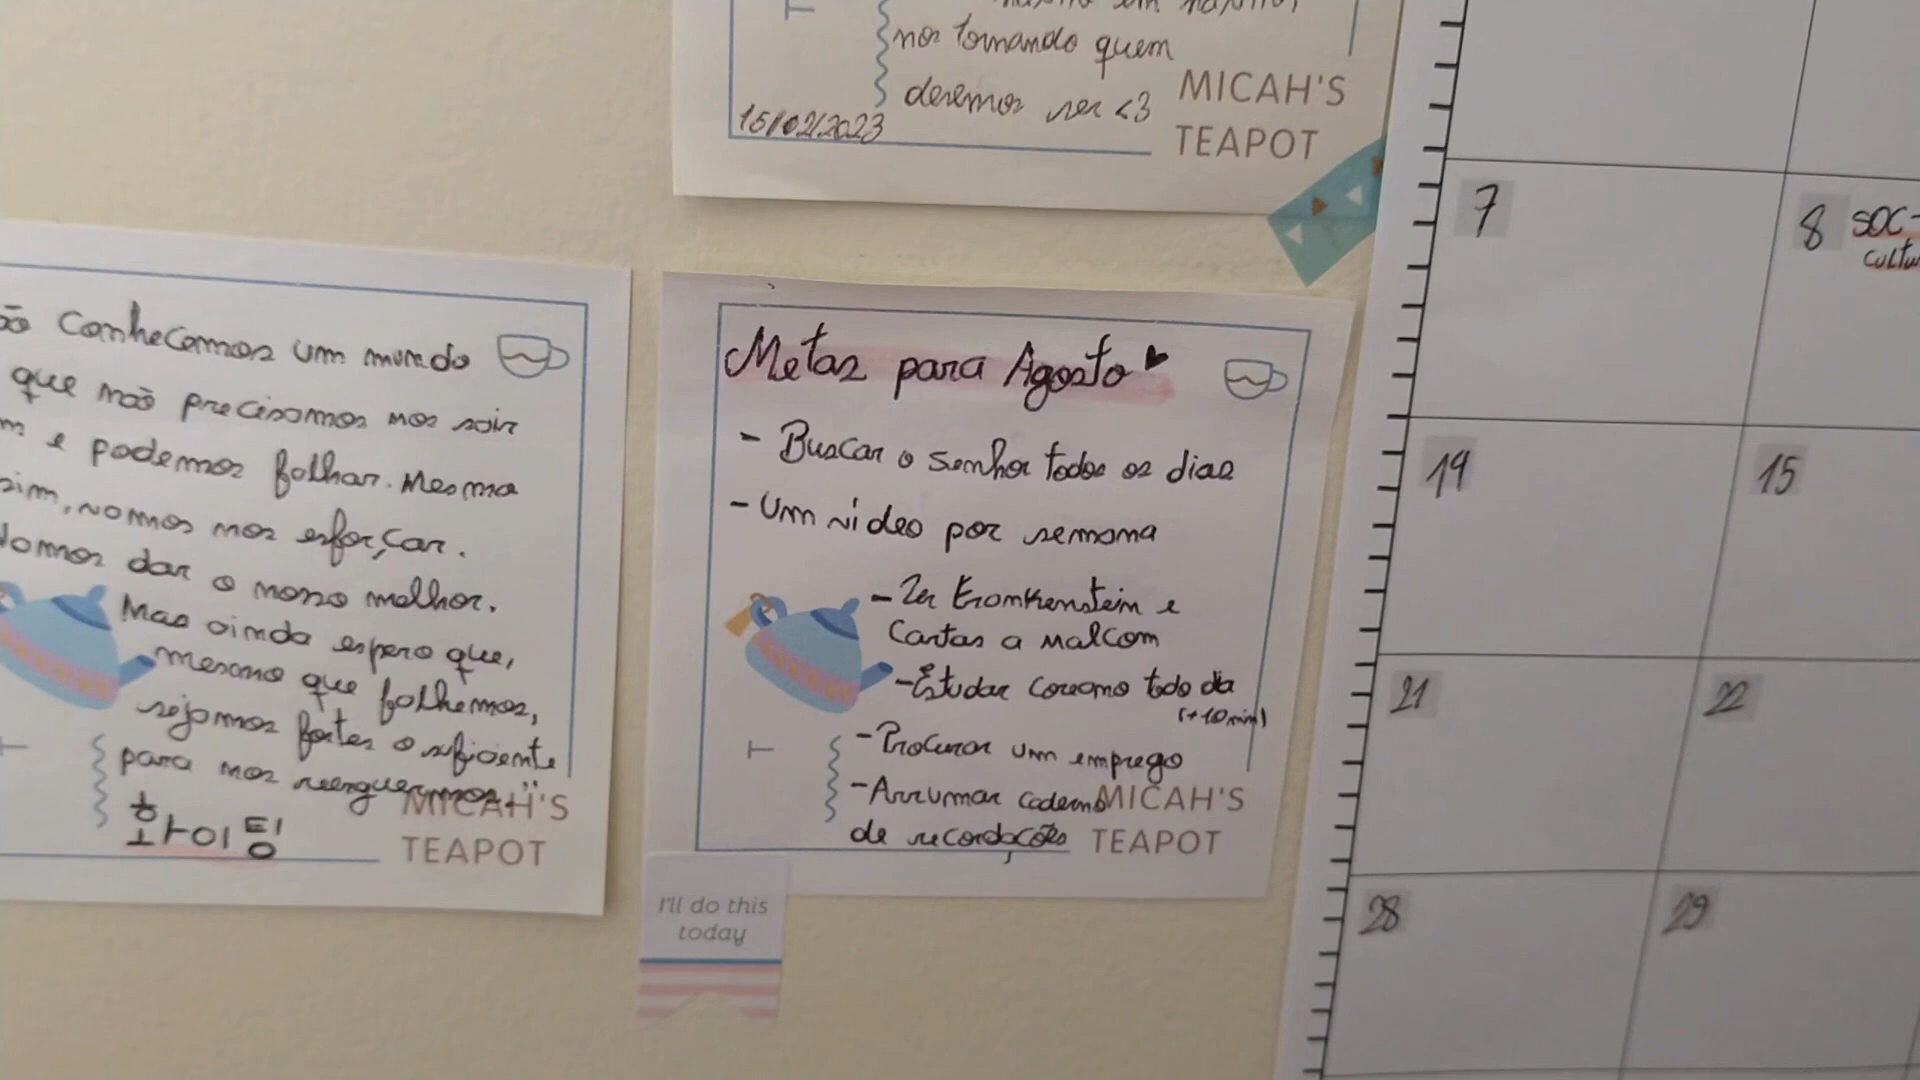 nos tornando quem
devemos ser <3
15/02/2023
MICAH'S
TEAPOT
Conhecemos um mundo
que não precisamos nos sair
e podemos falhar. Mesmo
, vamos nos esforçar.
Vamos dar o nosso melhor.
Mas ainda espero que,
mesmo que falhemos,
sejamos fortes o suficiente
para nos reerguermos.
화이팅
MICAH'S
TEAPOT
Metas para Agosto
- Buscar o Senhor todos os dias
- Um video por semana
- Ler Frankenstein e
Cartas a Malcom
- Estudar Coreano todo dia
(+10min)
- Procurar um emprego
- Arrumar caderno
de recordações
MICAH'S
TEAPOT
I'll do this
today
7
8 SOC-
14
15
21
22
28
29